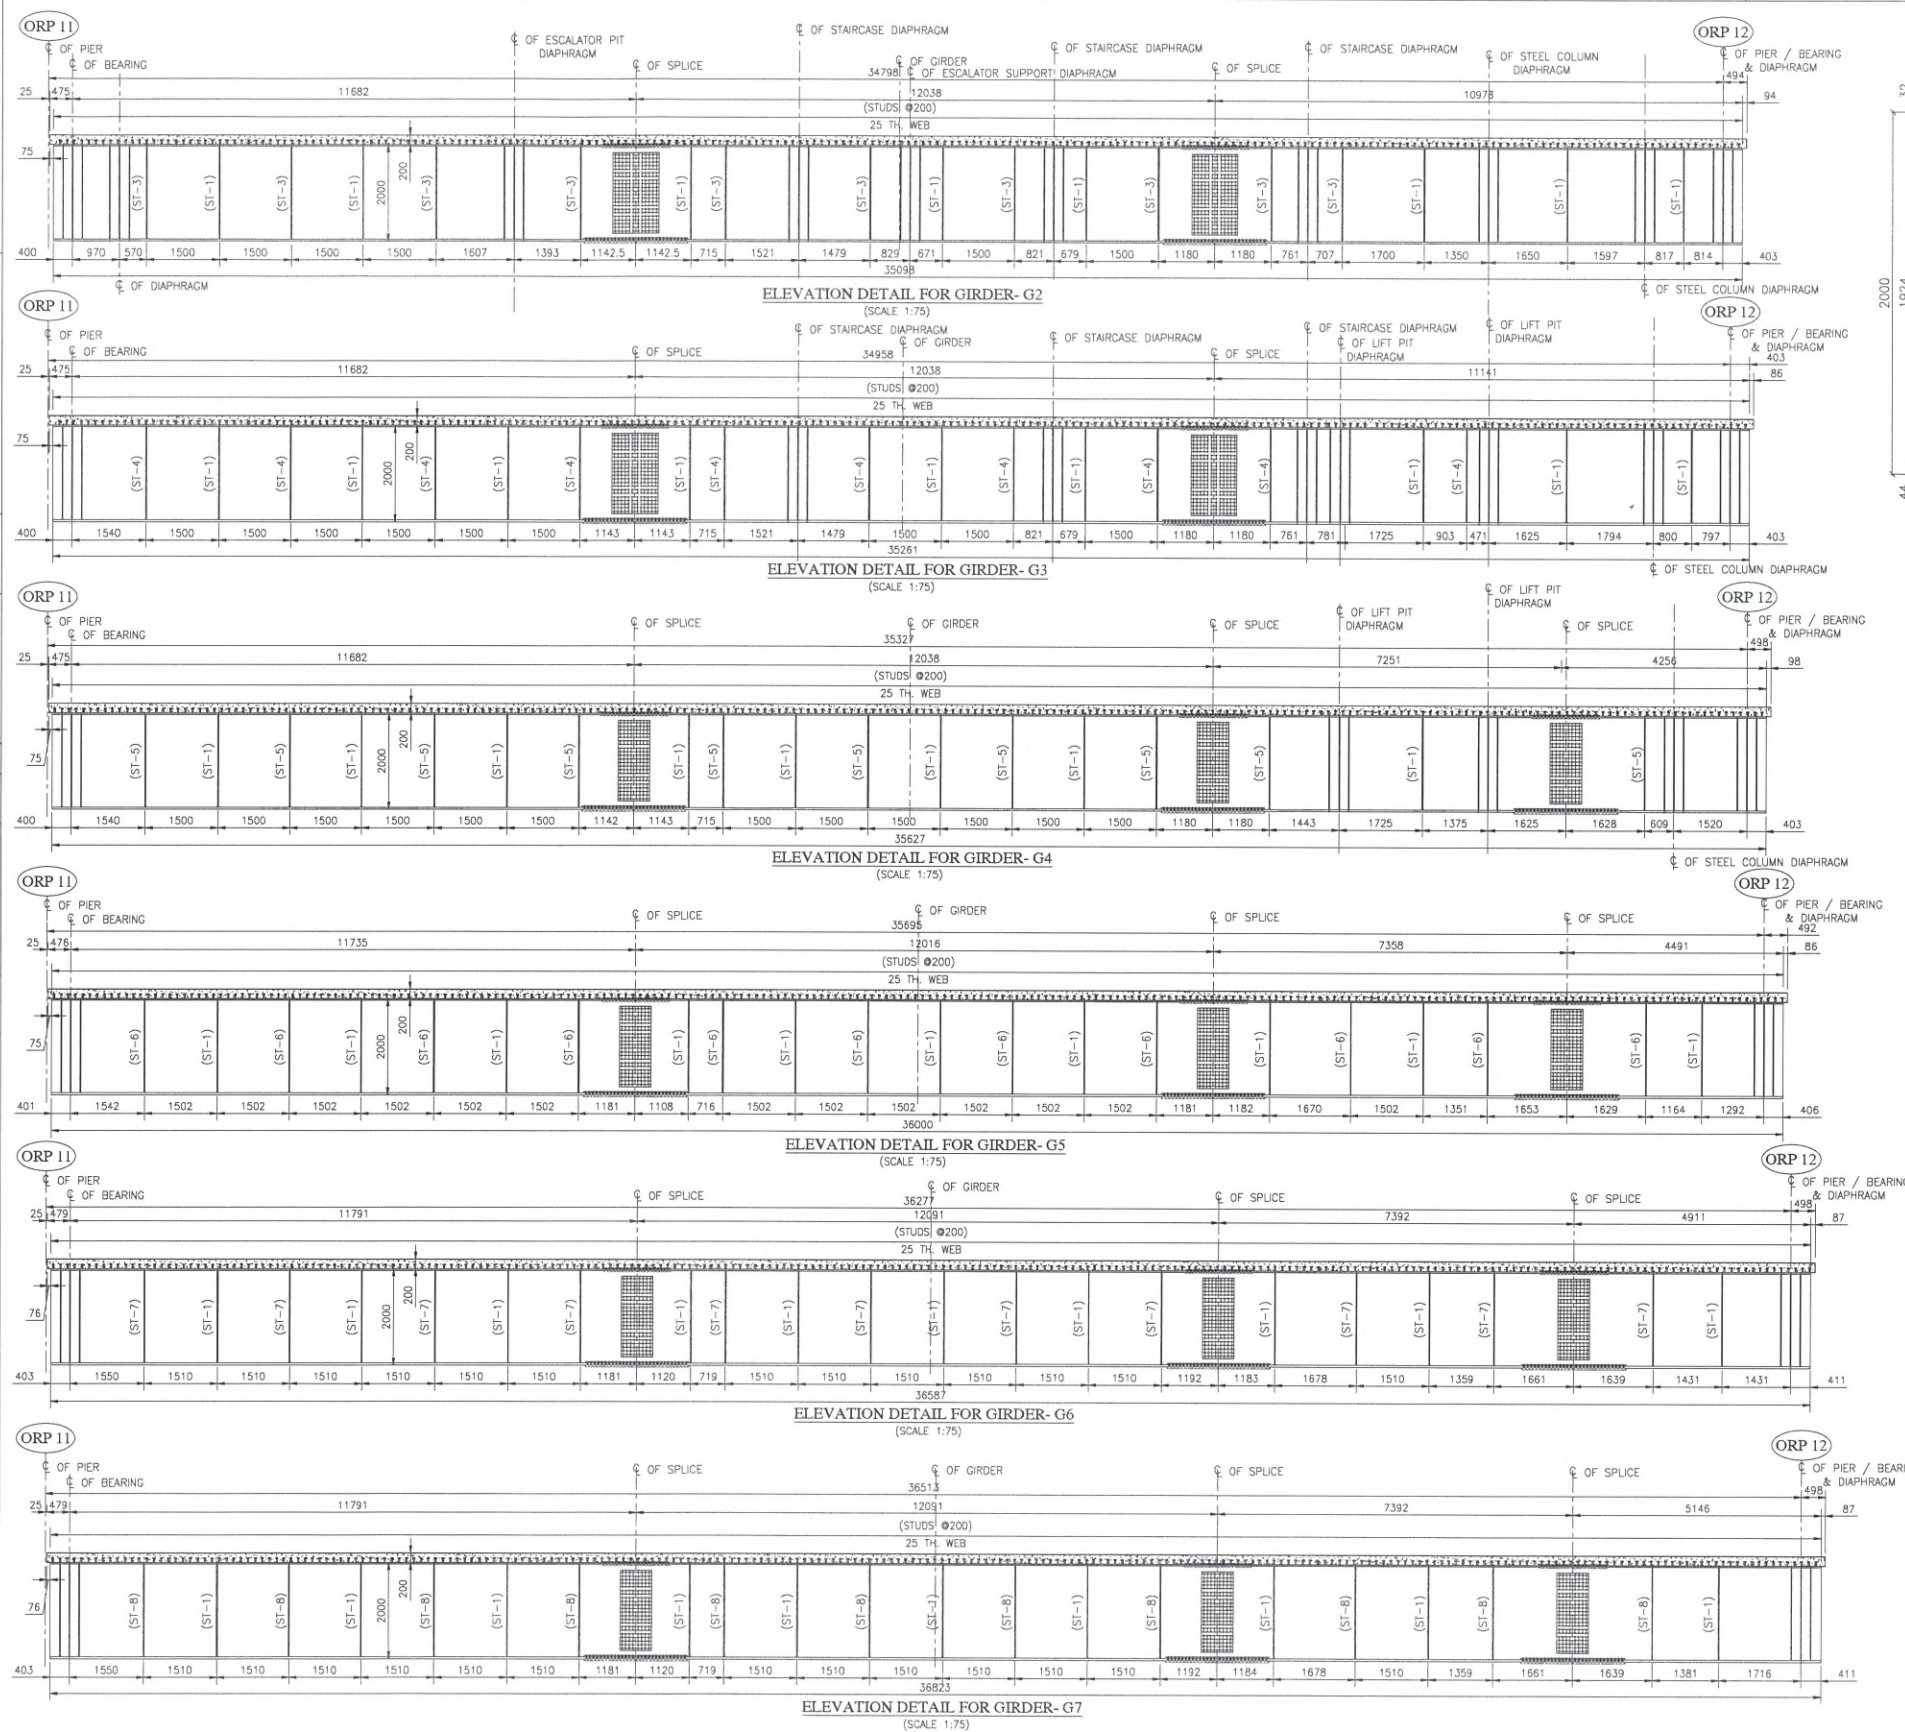 ORP 11
ORP 12
℄ OF PIER
℄ OF BEARING
℄ OF ESCALATOR PIT
DIAPHRAGM
℄ OF SPLICE
℄ OF STAIRCASE DIAPHRAGM
℄ OF GIRDER
℄ OF ESCALATOR SUPPORT DIAPHRAGM
℄ OF STAIRCASE DIAPHRAGM
℄ OF SPLICE
℄ OF STAIRCASE DIAPHRAGM
℄ OF STEEL COLUMN
DIAPHRAGM
℄ OF PIER / BEARING
& DIAPHRAGM
34798 494
25 475 11682 12038 10978 94
(STUDS @200)
25 TH. WEB
75 2000 200
(ST-3) (ST-1) (ST-3) (ST-1) (ST-3) (ST-3) (ST-1) (ST-3) (ST-3) (ST-1) (ST-3) (ST-1) (ST-3) (ST-3) (ST-3) (ST-1) (ST-1) (ST-1)
400 970 570 1500 1500 1500 1500 1607 1393 1142.5 1142.5 715 1521 1479 829 671 1500 821 679 1500 1180 1180 761 707 1700 1350 1650 1597 817 814 403
35098
℄ OF DIAPHRAGM
℄ OF STEEL COLUMN DIAPHRAGM
ELEVATION DETAIL FOR GIRDER- G2
(SCALE 1:75)
2000
1924
44
ORP 11
ORP 12
℄ OF PIER
℄ OF BEARING
℄ OF SPLICE
℄ OF STAIRCASE DIAPHRAGM
℄ OF GIRDER
℄ OF STAIRCASE DIAPHRAGM
℄ OF SPLICE
℄ OF STAIRCASE DIAPHRAGM
℄ OF LIFT PIT
DIAPHRAGM
℄ OF LIFT PIT
DIAPHRAGM
℄ OF PIER / BEARING
& DIAPHRAGM
34958 403
25 475 11682 12038 11141 86
(STUDS @200)
25 TH. WEB
75 2000 200
(ST-4) (ST-1) (ST-4) (ST-1) (ST-4) (ST-1) (ST-4) (ST-1) (ST-4) (ST-4) (ST-1) (ST-4) (ST-1) (ST-4) (ST-4) (ST-1) (ST-4) (ST-1) (ST-1)
400 1540 1500 1500 1500 1500 1500 1500 1143 1143 715 1521 1479 1500 1500 821 679 1500 1180 1180 761 781 1725 903 471 1625 1794 800 797 403
35261
℄ OF STEEL COLUMN DIAPHRAGM
ELEVATION DETAIL FOR GIRDER- G3
(SCALE 1:75)
ORP 11
ORP 12
℄ OF PIER
℄ OF BEARING
℄ OF SPLICE
℄ OF GIRDER
℄ OF SPLICE
℄ OF LIFT PIT
DIAPHRAGM
℄ OF LIFT PIT
DIAPHRAGM
℄ OF SPLICE
℄ OF PIER / BEARING
& DIAPHRAGM
35327 498
25 475 11682 12038 7251 4256 98
(STUDS @200)
25 TH. WEB
75 2000 200
(ST-5) (ST-1) (ST-5) (ST-1) (ST-5) (ST-1) (ST-5) (ST-1) (ST-5) (ST-1) (ST-5) (ST-1) (ST-5) (ST-1) (ST-5) (ST-5) (ST-1) (ST-5)
400 1540 1500 1500 1500 1500 1500 1500 1142 1143 715 1500 1500 1500 1500 1500 1500 1180 1180 1443 1725 1375 1625 1628 609 1520 403
35627
℄ OF STEEL COLUMN DIAPHRAGM
ELEVATION DETAIL FOR GIRDER- G4
(SCALE 1:75)
ORP 11
ORP 12
℄ OF PIER
℄ OF BEARING
℄ OF SPLICE
℄ OF GIRDER
℄ OF SPLICE
℄ OF SPLICE
℄ OF PIER / BEARING
& DIAPHRAGM
35695 492
25 476 11735 12016 7358 4491 86
(STUDS @200)
25 TH. WEB
75 2000 200
(ST-6) (ST-1) (ST-6) (ST-1) (ST-6) (ST-1) (ST-6) (ST-1) (ST-6) (ST-1) (ST-6) (ST-1) (ST-6) (ST-1) (ST-6) (ST-1) (ST-6) (ST-1) (ST-6) (ST-6) (ST-1)
401 1542 1502 1502 1502 1502 1502 1502 1181 1108 716 1502 1502 1502 1502 1502 1502 1181 1182 1670 1502 1351 1653 1629 1164 1292 406
36000
ELEVATION DETAIL FOR GIRDER- G5
(SCALE 1:75)
ORP 11
ORP 12
℄ OF PIER
℄ OF BEARING
℄ OF SPLICE
℄ OF GIRDER
℄ OF SPLICE
℄ OF SPLICE
℄ OF PIER / BEARING
& DIAPHRAGM
36277 498
25 479 11791 12091 7392 4911 87
(STUDS @200)
25 TH. WEB
76 2000 200
(ST-7) (ST-1) (ST-7) (ST-1) (ST-7) (ST-1) (ST-7) (ST-1) (ST-7) (ST-1) (ST-7) (ST-1) (ST-7) (ST-1) (ST-7) (ST-1) (ST-7) (ST-1) (ST-7) (ST-7) (ST-1)
403 1550 1510 1510 1510 1510 1510 1510 1181 1120 719 1510 1510 1510 1510 1510 1510 1192 1183 1678 1510 1359 1661 1639 1431 1431 411
36587
ELEVATION DETAIL FOR GIRDER- G6
(SCALE 1:75)
ORP 11
ORP 12
℄ OF PIER
℄ OF BEARING
℄ OF SPLICE
℄ OF GIRDER
℄ OF SPLICE
℄ OF SPLICE
℄ OF PIER / BEARI
& DIAPHRAGM
36513 498
25 479 11791 12091 7392 5146 87
(STUDS @200)
25 TH. WEB
76 2000 200
(ST-8) (ST-1) (ST-8) (ST-1) (ST-8) (ST-1) (ST-8) (ST-1) (ST-8) (ST-1) (ST-8) (ST-1) (ST-8) (ST-1) (ST-8) (ST-1) (ST-8) (ST-1) (ST-8) (ST-8) (ST-1)
403 1550 1510 1510 1510 1510 1510 1510 1181 1120 719 1510 1510 1510 1510 1510 1510 1192 1184 1678 1510 1359 1661 1639 1381 1716 411
36823
ELEVATION DETAIL FOR GIRDER- G7
(SCALE 1:75)